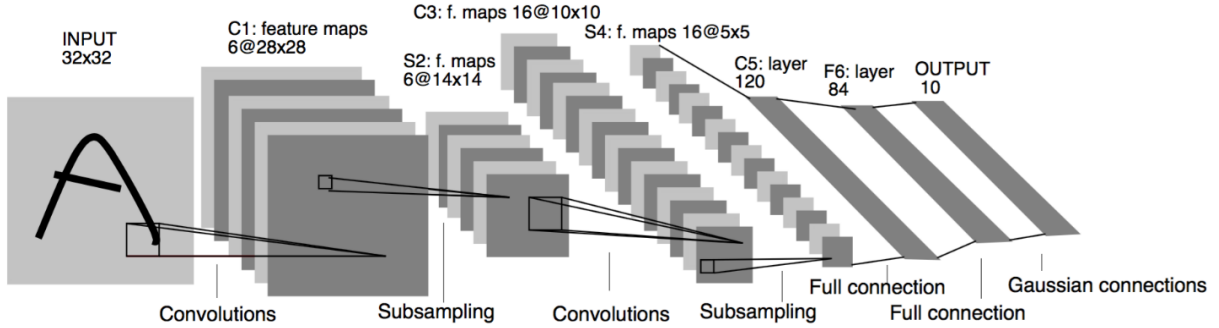 INPUT
32x32
C1: feature maps
6@28x28
S2: f. maps
6@14x14
C3: f. maps 16@10x10
S4: f. maps 16@5x5
C5: layer
120
F6: layer
84
OUTPUT
10
Convolutions
Subsampling
Convolutions
Subsampling
Full connection
Full connection
Gaussian connections
A